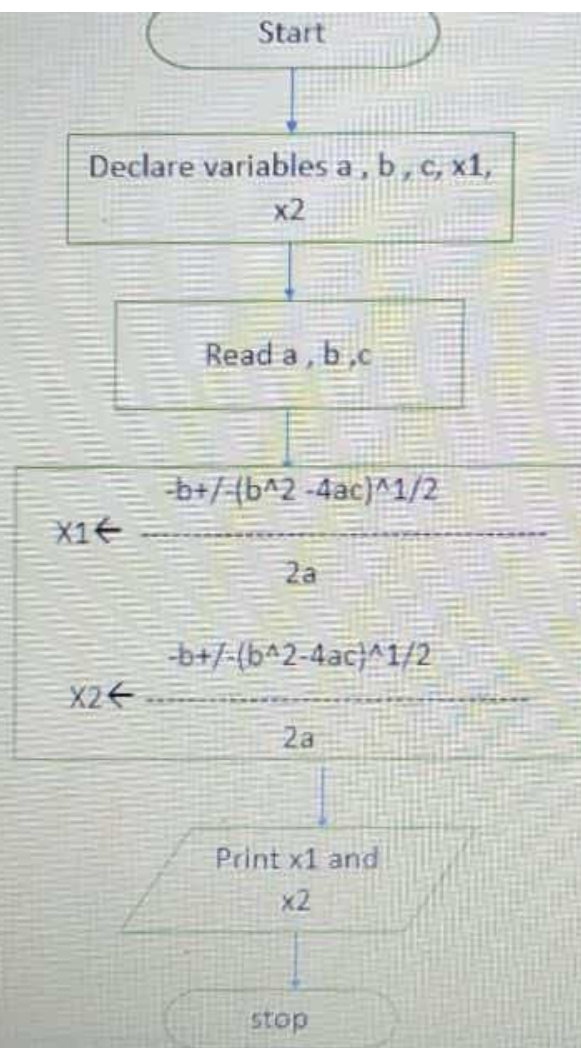 Start
Declare variables a , b , c, x1,
x2
Read a , b ,c
-b+/-(b^2 -4ac)^1/2
X1← ----------------------------------------
2a
-b+/-(b^2-4ac)^1/2
X2← ----------------------------------------
2a
Print x1 and
x2
stop